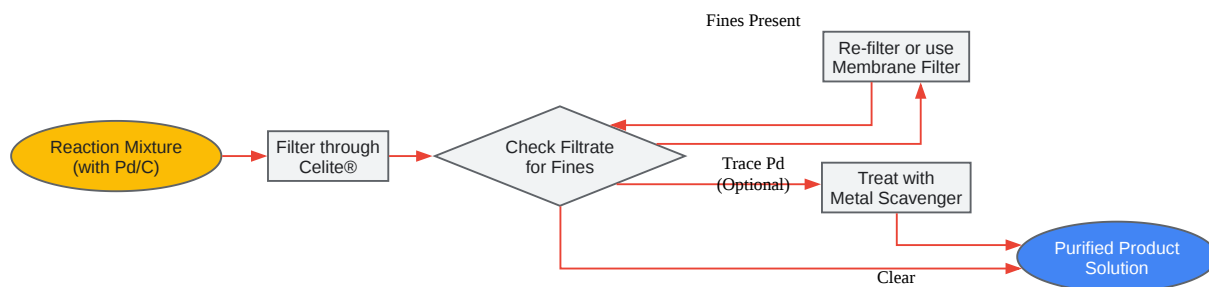 Fines Present
Re-filter or use
Membrane Filter
Reaction Mixture
(with Pd/C)
Filter through
Celite®
Check Filtrate
for Fines
Trace Pd
(Optional)
Treat with
Metal Scavenger
Purified Product
Solution
Clear